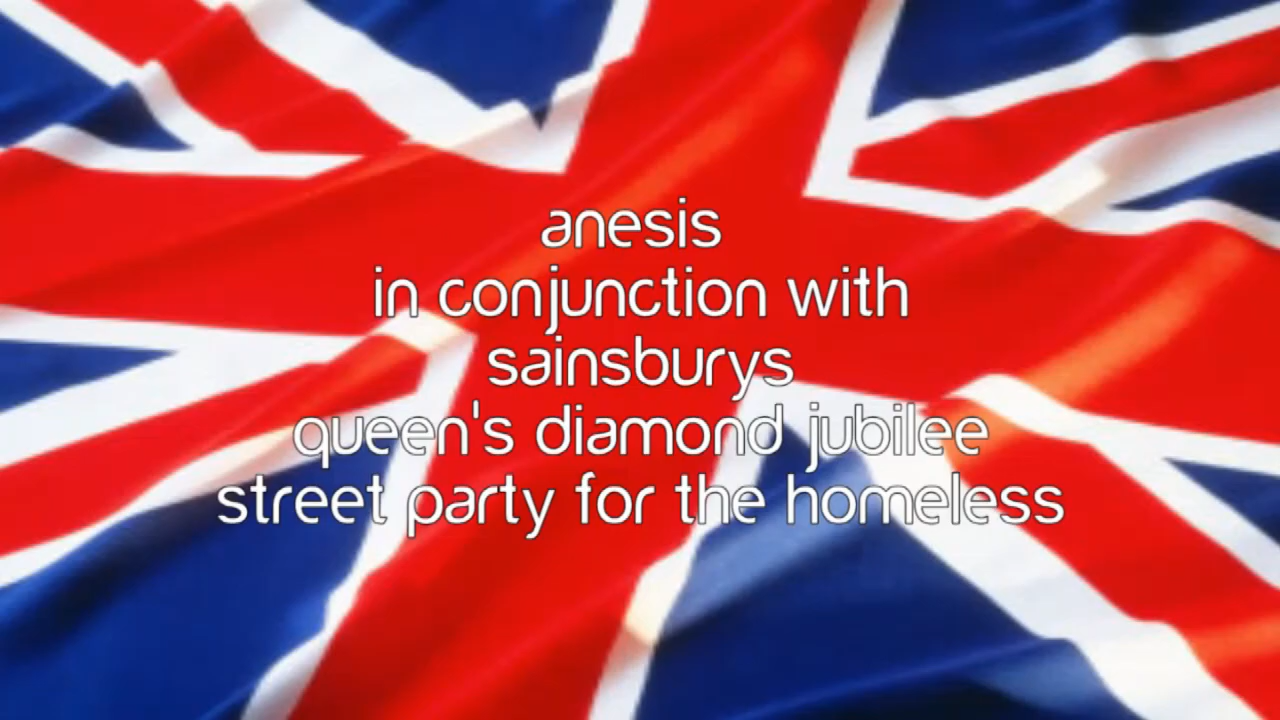 anesis
in conjunction with
sainsburys
queen's diamond jubilee
street party for the homeless